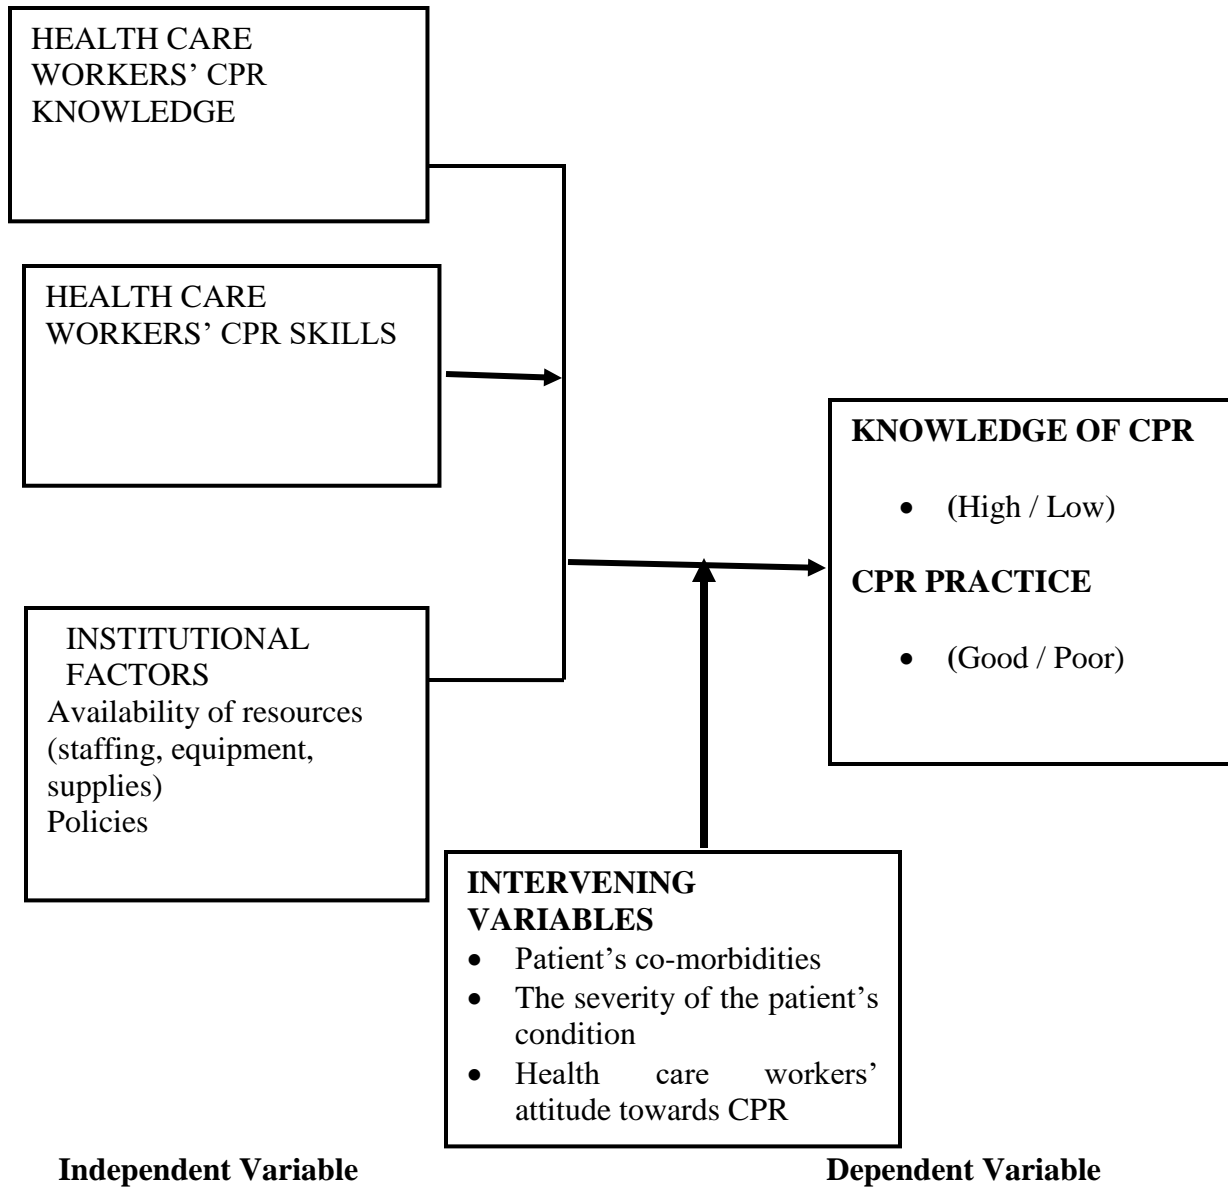 HEALTH CARE
WORKERS’ CPR
KNOWLEDGE
HEALTH CARE
WORKERS’ CPR SKILLS
INSTITUTIONAL
FACTORS
Availability of resources
(staffing, equipment,
supplies)
Policies
INTERVENING
VARIABLES
• Patient’s co-morbidities
• The severity of the patient’s
condition
• Health care workers’
attitude towards CPR
KNOWLEDGE OF CPR
• (High / Low)
CPR PRACTICE
• (Good / Poor)
Independent Variable
Dependent Variable